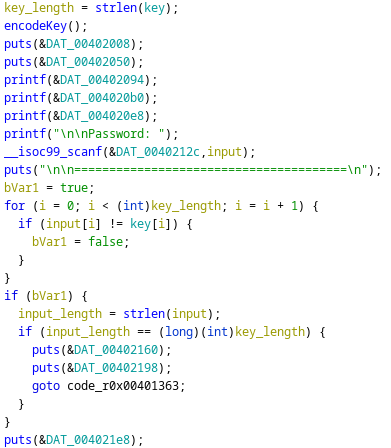 key_length = strlen(key);
encodeKey();
puts(&DAT_00402008);
puts(&DAT_00402050);
printf(&DAT_00402094);
printf(&DAT_004020b0);
printf(&DAT_004020e8);
printf("\n\nPassword: ");
__isoc99_scanf(&DAT_0040212c,input);
puts("\n\n========================================\n");
bVar1 = true;
for (i = 0; i < (int)key_length; i = i + 1) {
if (input[i] != key[i]) {
bVar1 = false;
}
}
if (bVar1) {
input_length = strlen(input);
if (input_length == (long)(int)key_length) {
puts(&DAT_00402160);
puts(&DAT_00402198);
goto code_r0x00401363;
}
}
puts(&DAT_004021e8);